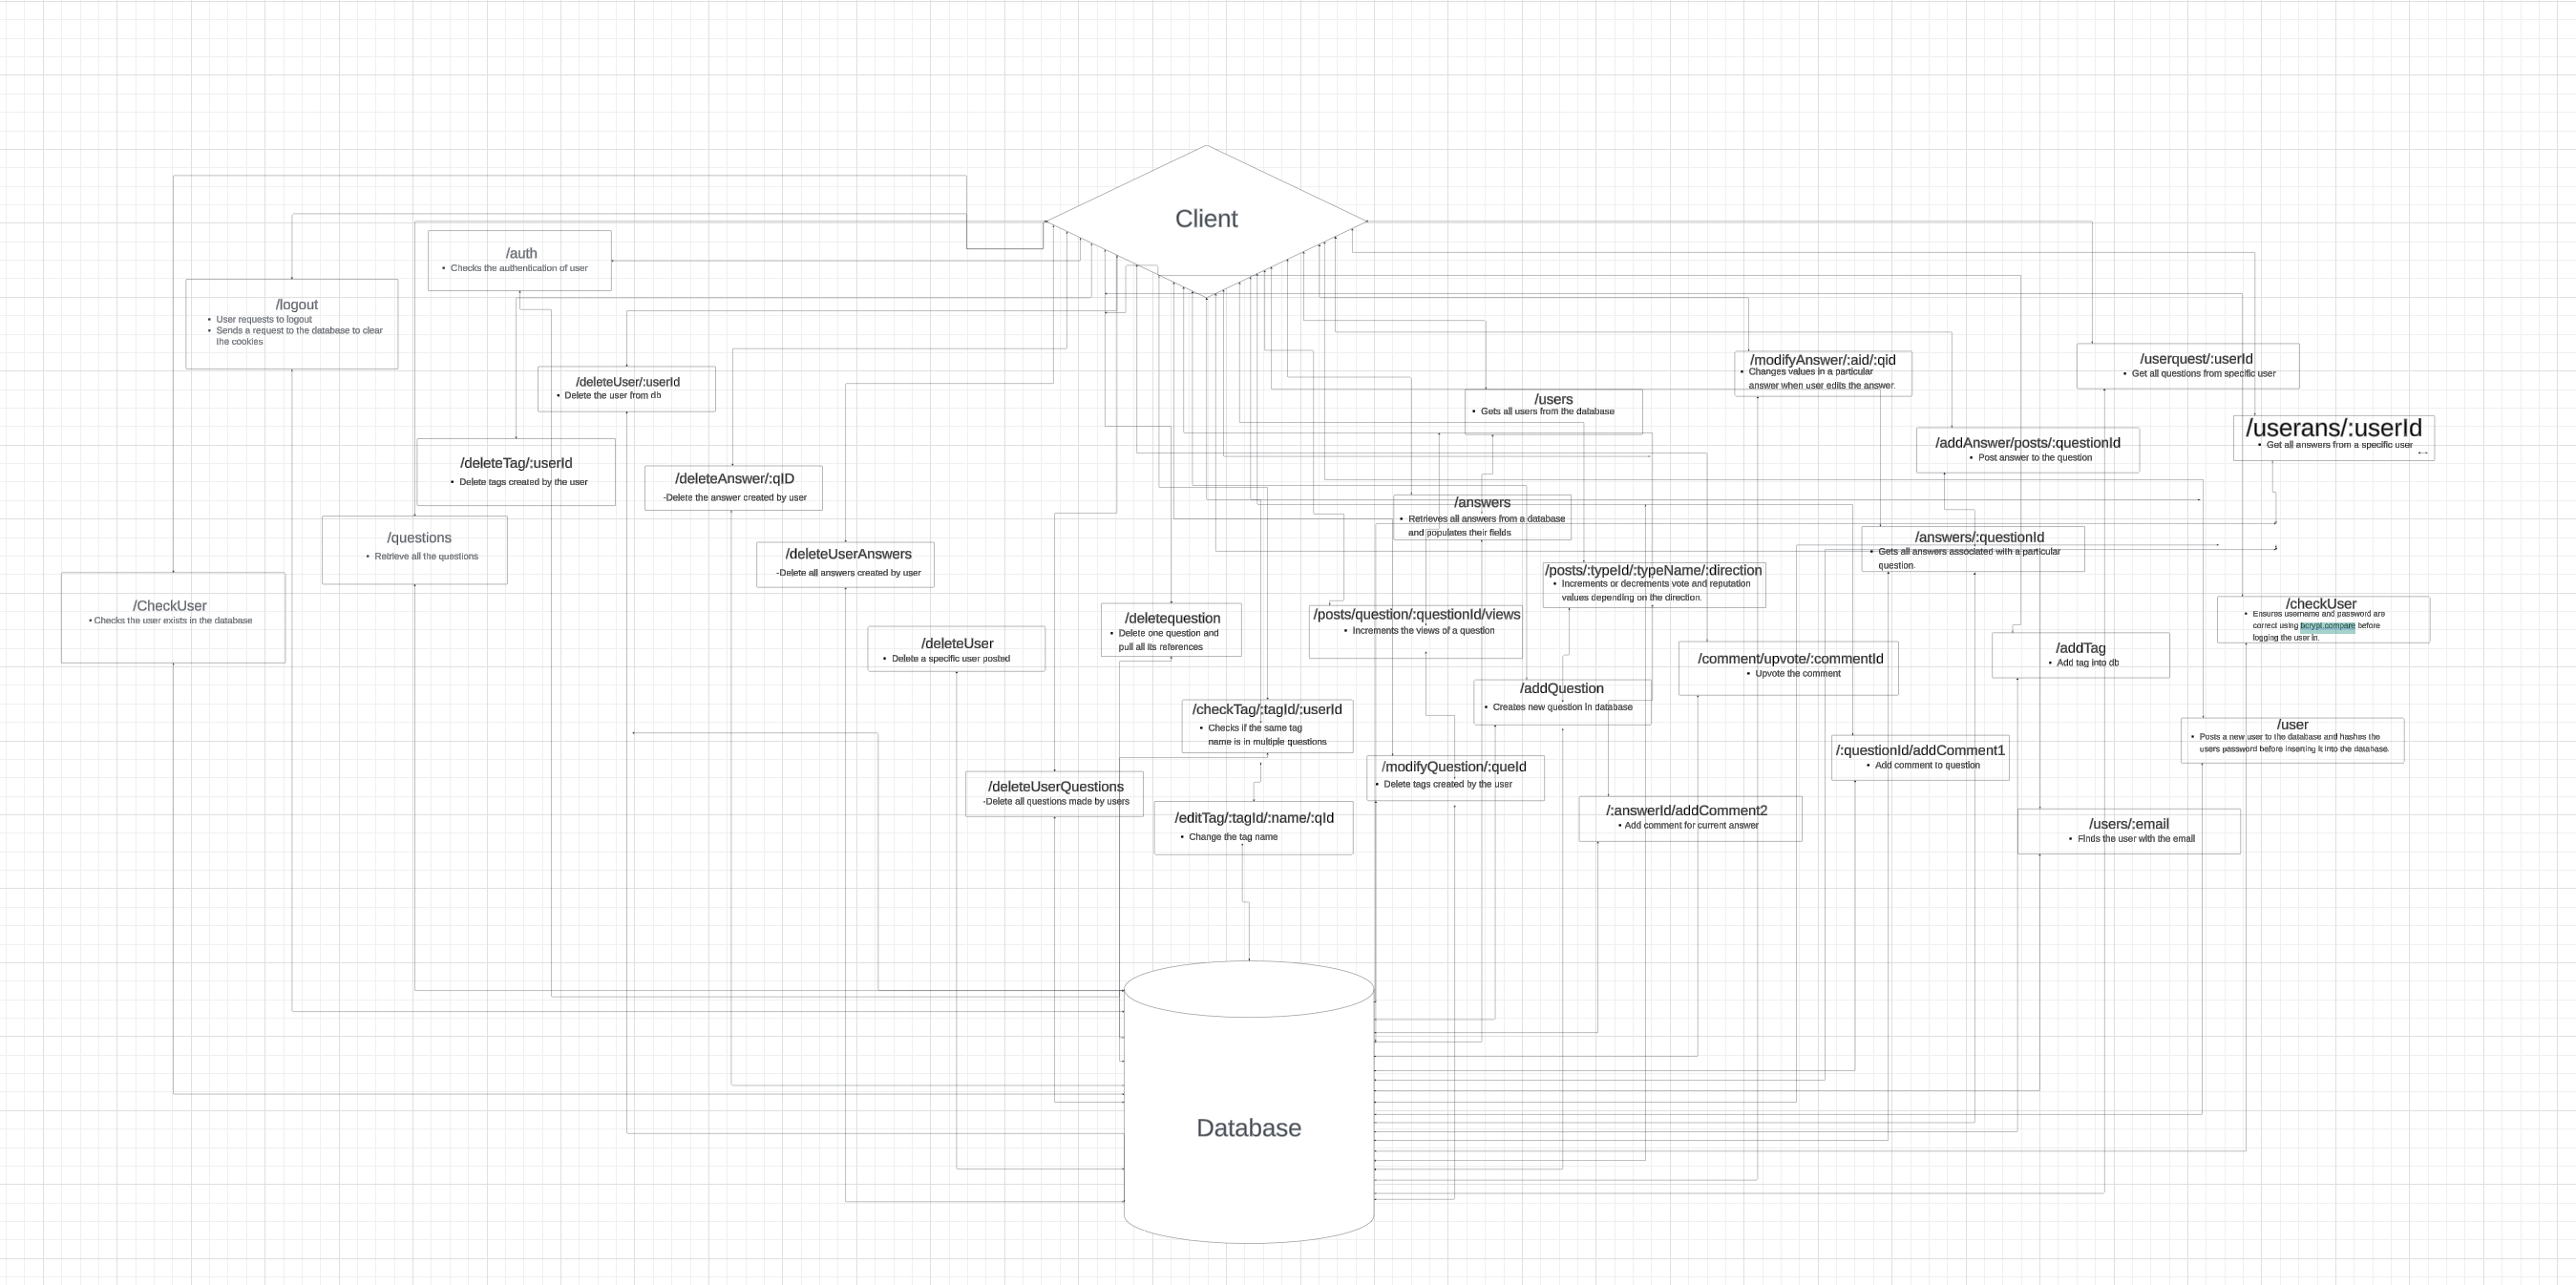 Client
/auth
• Checks the authentication of user
/logout
• User requests to logout
• Sends a request to the database to clear
the cookies
/deleteUser/:userId
• Delete the user from db
/deleteTag/:userId
• Delete tags created by the user
/deleteAnswer/:qID
-Delete the answer created by user
/questions
• Retrieve all the questions
/deleteUserAnswers
-Delete all answers created by user
/CheckUser
• Checks the user exists in the database
/deleteUser
• Delete a specific user posted
/deletequestion
• Delete one question and
pull all its references
/checkTag/:tagId/:userId
• Checks if the same tag
name is in multiple questions
/deleteUserQuestions
-Delete all questions made by users
/editTag/:tagId/:name/:qId
• Change the tag name
/users
• Gets all users from the database
/answers
• Retrieves all answers from a database
and populates their fields
/posts/question/:questionId/views
• Increments the views of a question
/posts/:typeId/:typeName/:direction
• Increments or decrements vote and reputation
values depending on the direction.
/addQuestion
• Creates new question in database
/modifyQuestion/:queId
• Delete tags created by the user
/modifyAnswer/:aid/:qid
• Changes values in a particular
answer when user edits the answer.
/userquest/:userId
• Get all questions from specific user
/addAnswer/posts/:questionId
• Post answer to the question
/userans/:userId
• Get all answers from a specific user
/answers/:questionId
• Gets all answers associated with a particular
question.
/comment/upvote/:commentId
• Upvote the comment
/addTag
• Add tag into db
/checkUser
• Ensures username and password are
correct using bcrypt.compare before
logging the user in.
/:questionId/addComment1
• Add comment to question
/user
• Posts a new user to the database and hashes the
users password before inserting it into the database.
/:answerId/addComment2
• Add comment for current answer
/users/:email
• Finds the user with the email
Database